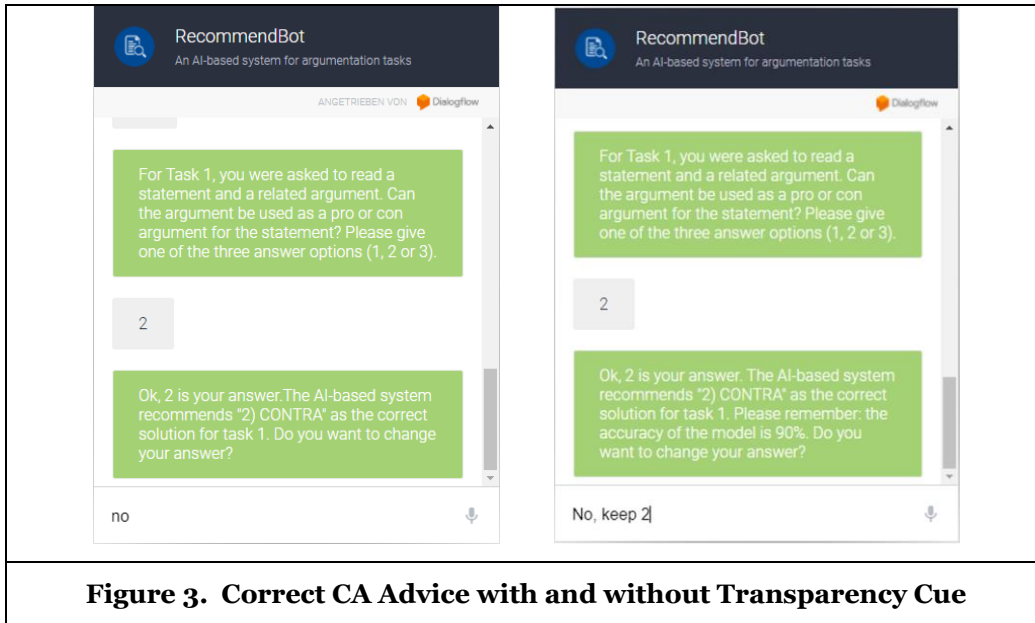 RecommendBot
An AI-based system for argumentation tasks
ANGETRIEBEN VON Dialogflow
For Task 1, you were asked to read a
statement and a related argument. Can
the argument be used as a pro or con
argument for the statement? Please give
one of the three answer options (1, 2 or 3).
2
Ok, 2 is your answer.The AI-based system
recommends "2) CONTRA" as the correct
solution for task 1. Do you want to change
your answer?
no
RecommendBot
An AI-based system for argumentation tasks
Dialogflow
For Task 1, you were asked to read a
statement and a related argument. Can
the argument be used as a pro or con
argument for the statement? Please give
one of the three answer options (1, 2 or 3).
2
Ok, 2 is your answer. The AI-based system
recommends "2) CONTRA" as the correct
solution for task 1. Please remember: the
accuracy of the model is 90%. Do you
want to change your answer?
No, keep 2
Figure 3. Correct CA Advice with and without Transparency Cue